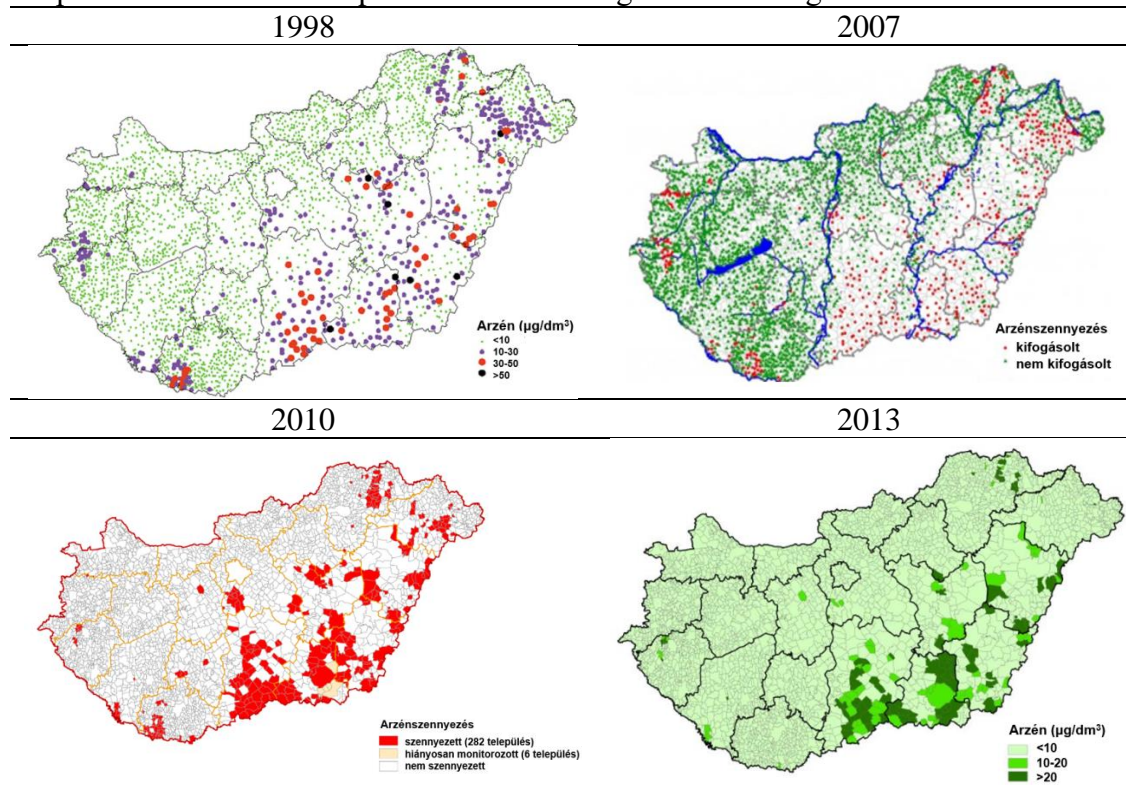 1998
2007
Arzén (µg/dm³)
<10
10-30
30-50
>50
Arzénszennyezés
kifogásolt
nem kifogásolt
2010
2013
Arzénszennyezés
szennyezett (282 település)
hiányosan monitorozott (6 település)
nem szennyezett
Arzén (µg/dm³)
<10
10-20
>20